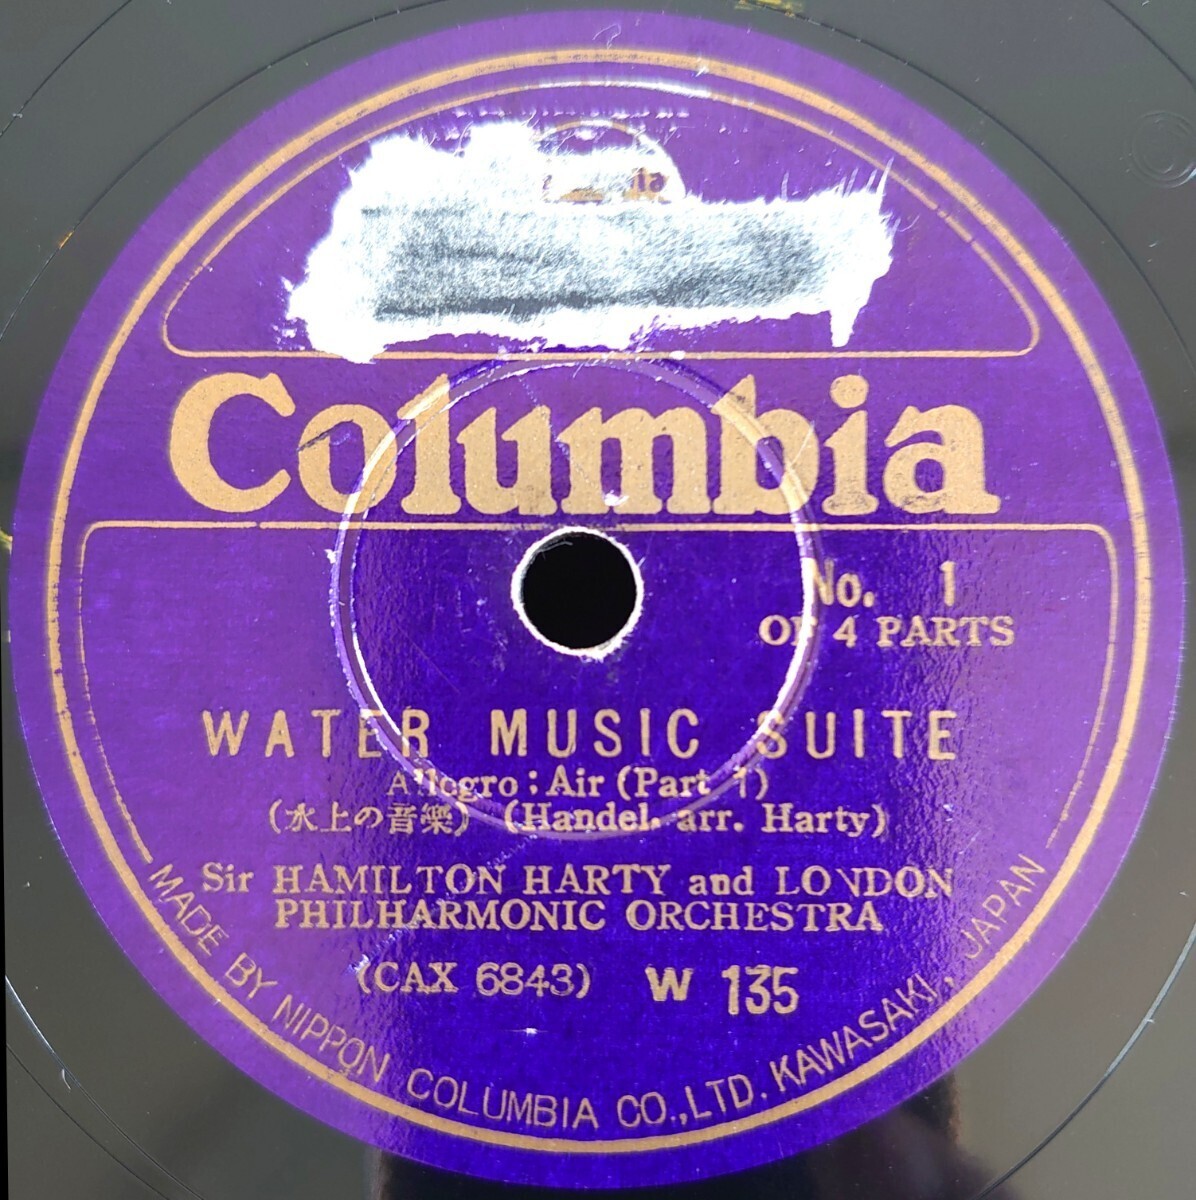 Columbia
No. 1
OF 4 PARTS
WATER MUSIC SUITE
Allegro : Air (Part 1)
(水上の音樂) (Handel. arr. Harty)
Sir HAMILTON HARTY and LONDON
PHILHARMONIC ORCHESTRA
(CAX 6843) W 135
MADE BY NIPPON COLUMBIA CO., LTD. KAWASAKI, JAPAN